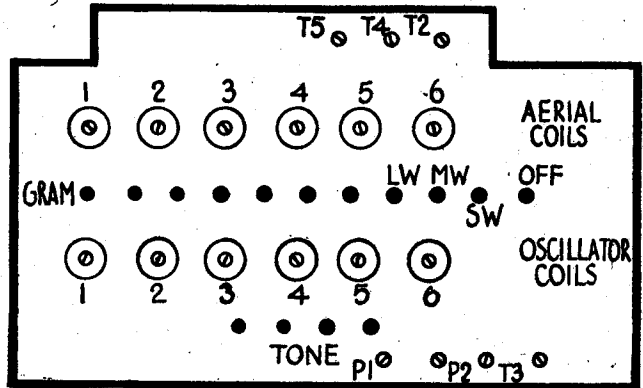 T5 T4 T2
1 2 3 4 5 6
AERIAL
COILS
GRAM LW MW SW OFF
OSCILLATOR
COILS
1 2 3 4 5 6
TONE
P1 P2 T3